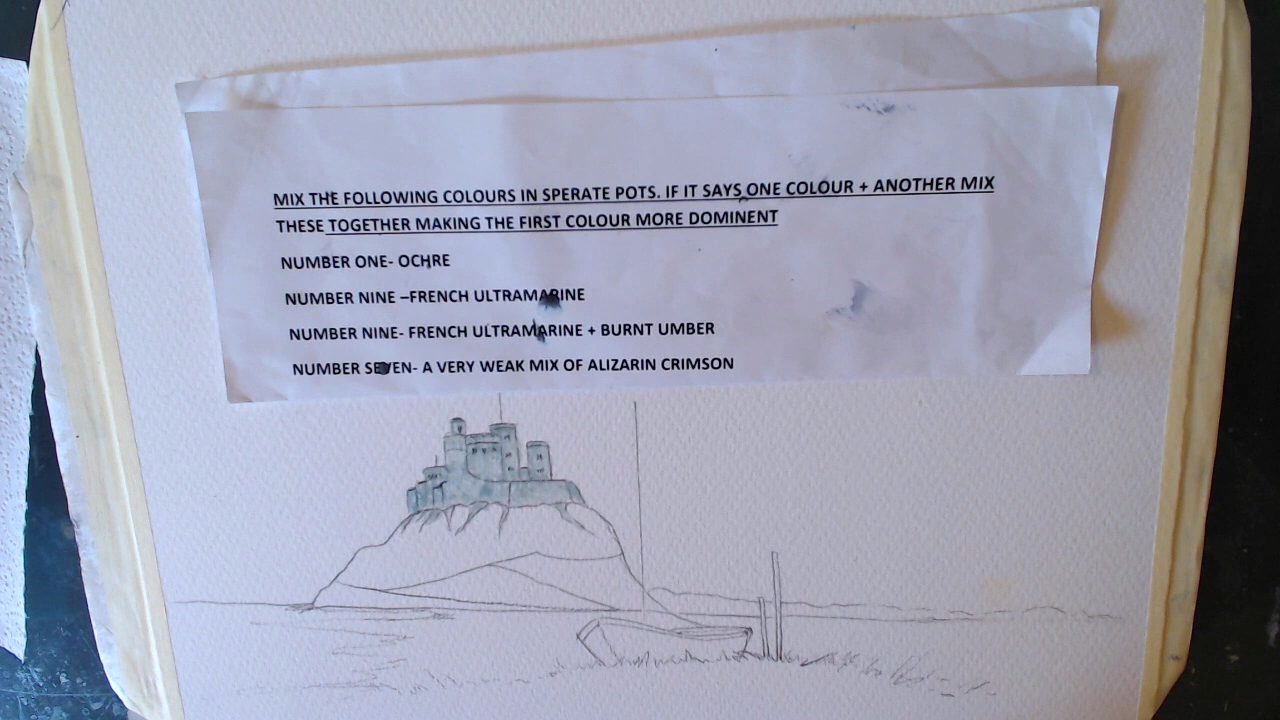 MIX THE FOLLOWING COLOURS IN SPERATE POTS. IF IT SAYS ONE COLOUR + ANOTHER MIX
THESE TOGETHER MAKING THE FIRST COLOUR MORE DOMINENT
NUMBER ONE- OCHRE
NUMBER NINE –FRENCH ULTRAMARINE
NUMBER NINE- FRENCH ULTRAMARINE + BURNT UMBER
NUMBER SEVEN- A VERY WEAK MIX OF ALIZARIN CRIMSON